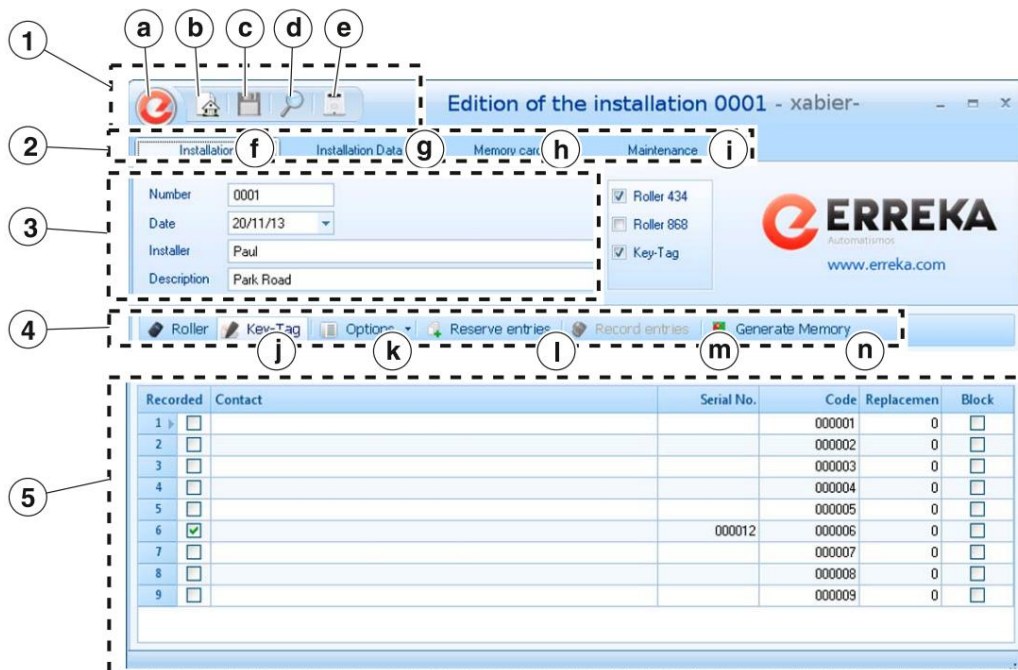 1 a b c d e
Edition of the installation 0001 - xabier-
2 Installation f Installation Data g Memory card h Maintenance i
3
Number 0001
Date 20/11/13
Installer Paul
Description Park Road
Roller 434
Roller 868
Key-Tag
ERREKA
Automatismos
www.erreka.com
4 Roller Key-Tag Options Reserve entries Record entries Generate Memory
j k l m n
5
Recorded Contact Serial No. Code Replacemen Block
1 000001 0
2 000002 0
3 000003 0
4 000004 0
5 000005 0
6 000012 000006 0
7 000007 0
8 000008 0
9 000009 0